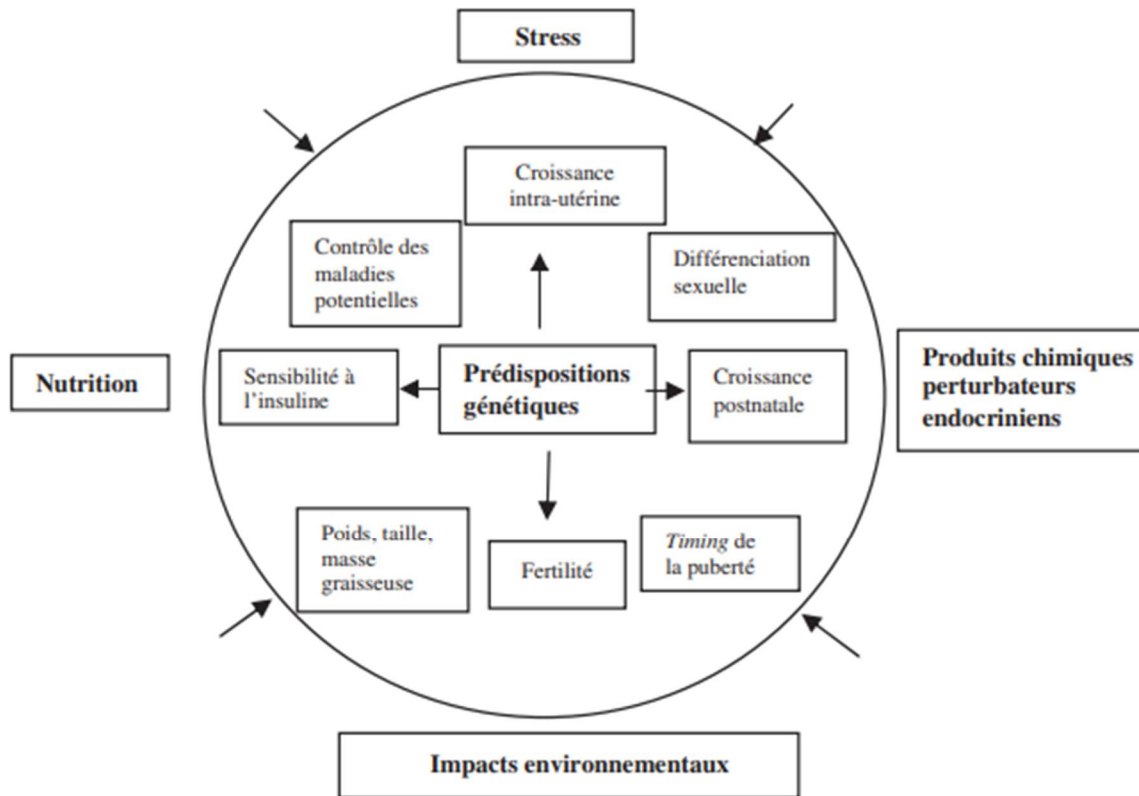 Stress
Croissance
intra-utérine
Contrôle des
maladies
potentielles
Différenciation
sexuelle
Nutrition
Sensibilité à
l'insuline
Prédispositions
génétiques
Croissance
postnatale
Produits chimiques
perturbateurs
endocriniens
Poids, taille,
masse
graisseuse
Fertilité
Timing de
la puberté
Impacts environnementaux